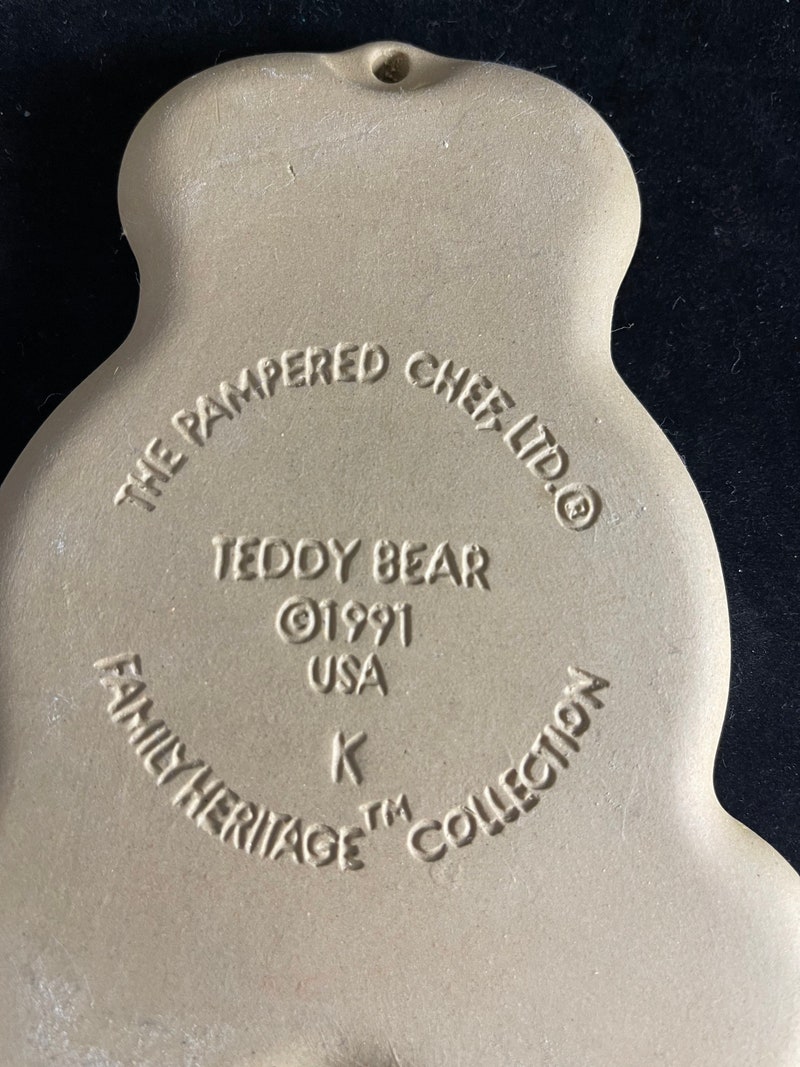 THE PAMPERED CHEF, LTD.®
TEDDY BEAR
©1991
USA
K
FAMILY HERITAGE™ COLLECTION